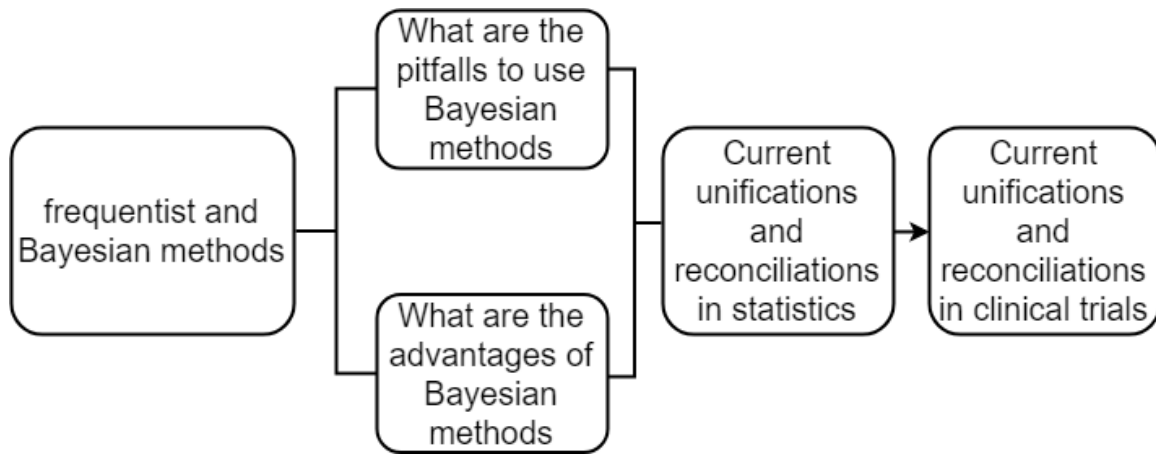 frequentist and
Bayesian methods
What are the
pitfalls to use
Bayesian
methods
What are the
advantages of
Bayesian
methods
Current
unifications
and
reconciliations
in statistics
Current
unifications
and
reconciliations
in clinical trials